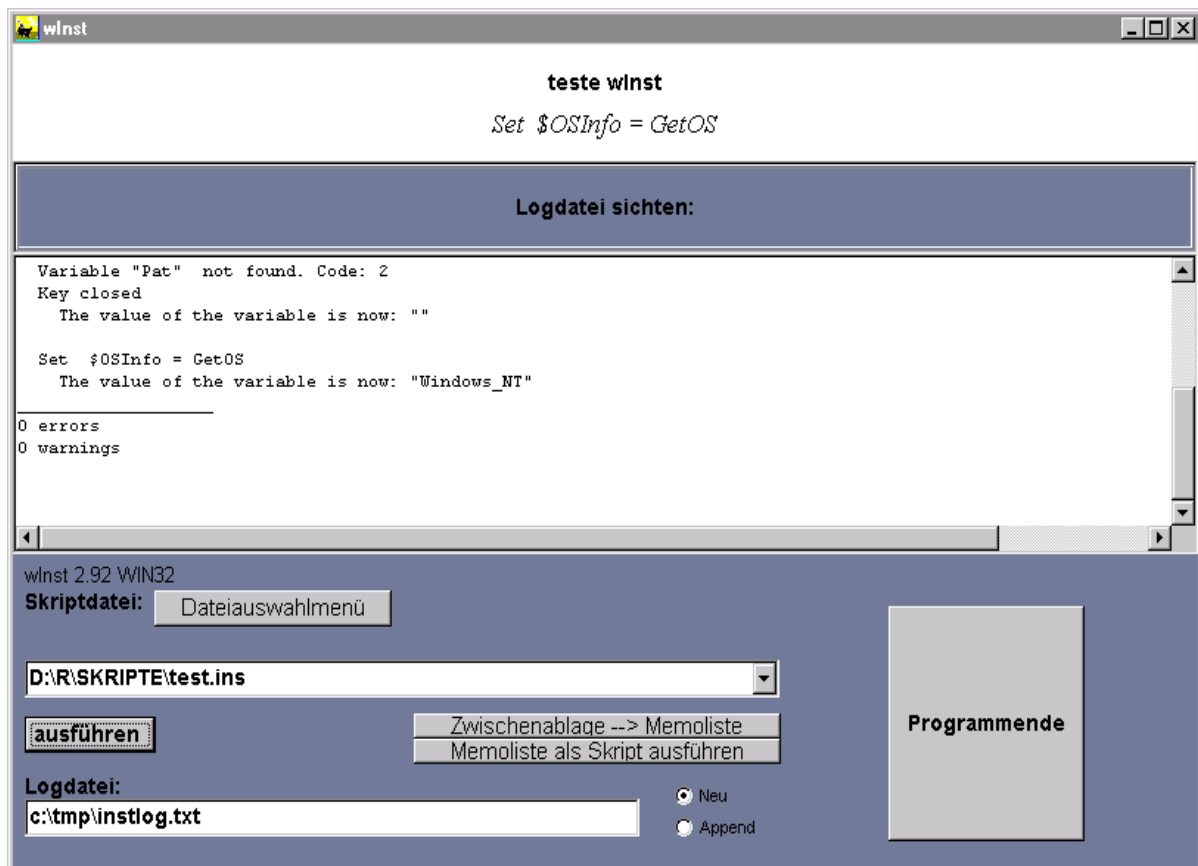 wInst
teste wInst
Set $OSInfo = GetOS
Logdatei sichten:
Variable "Pat" not found. Code: 2
Key closed
The value of the variable is now: ""
Set $OSInfo = GetOS
The value of the variable is now: "Windows_NT"
0 errors
0 warnings
wInst 2.92 WIN32
Skriptdatei: Dateiauswahlmenü
D:\R\SKRIPTE\test.ins
ausführen
Zwischenablage --> Memoliste
Memoliste als Skript ausführen
Programmende
Logdatei:
c:\tmp\instlog.txt
Neu
Append